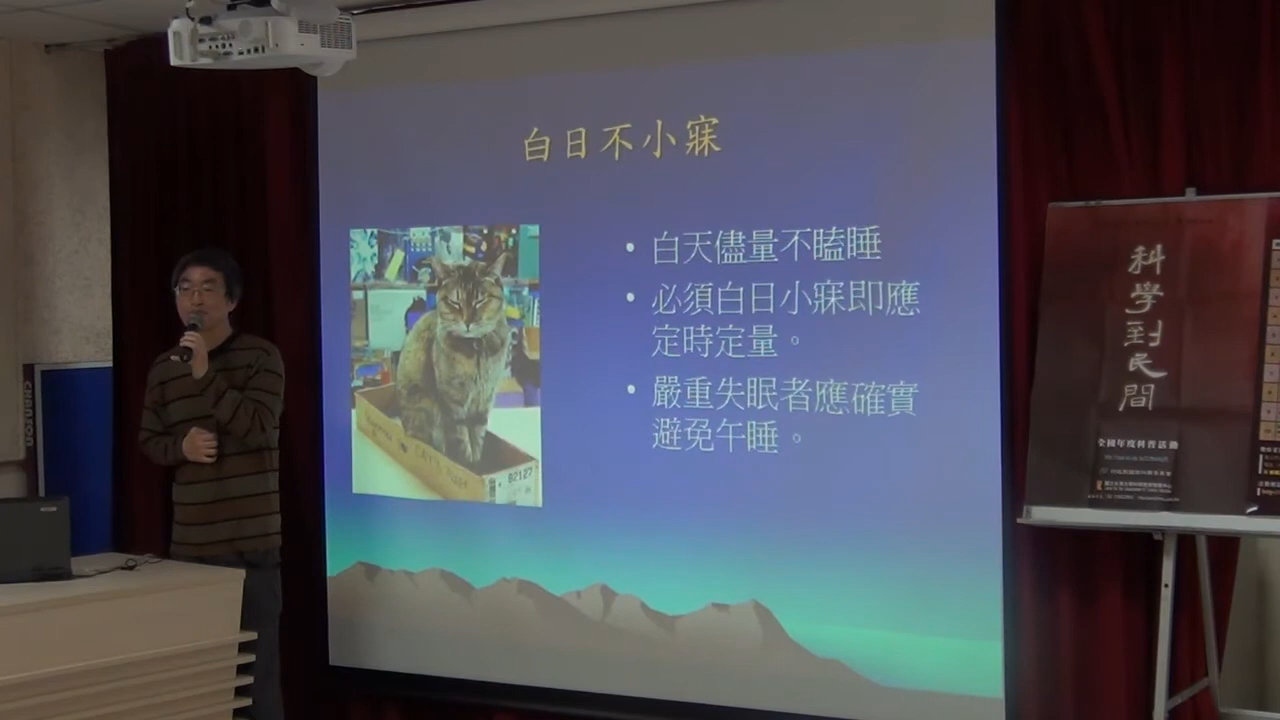 白日不小寐
• 白天儘量不瞌睡
• 必須白日小寐即應
定時定量。
• 嚴重失眠者應確實
避免午睡。
82127
科學到民間
全國年度科普活動